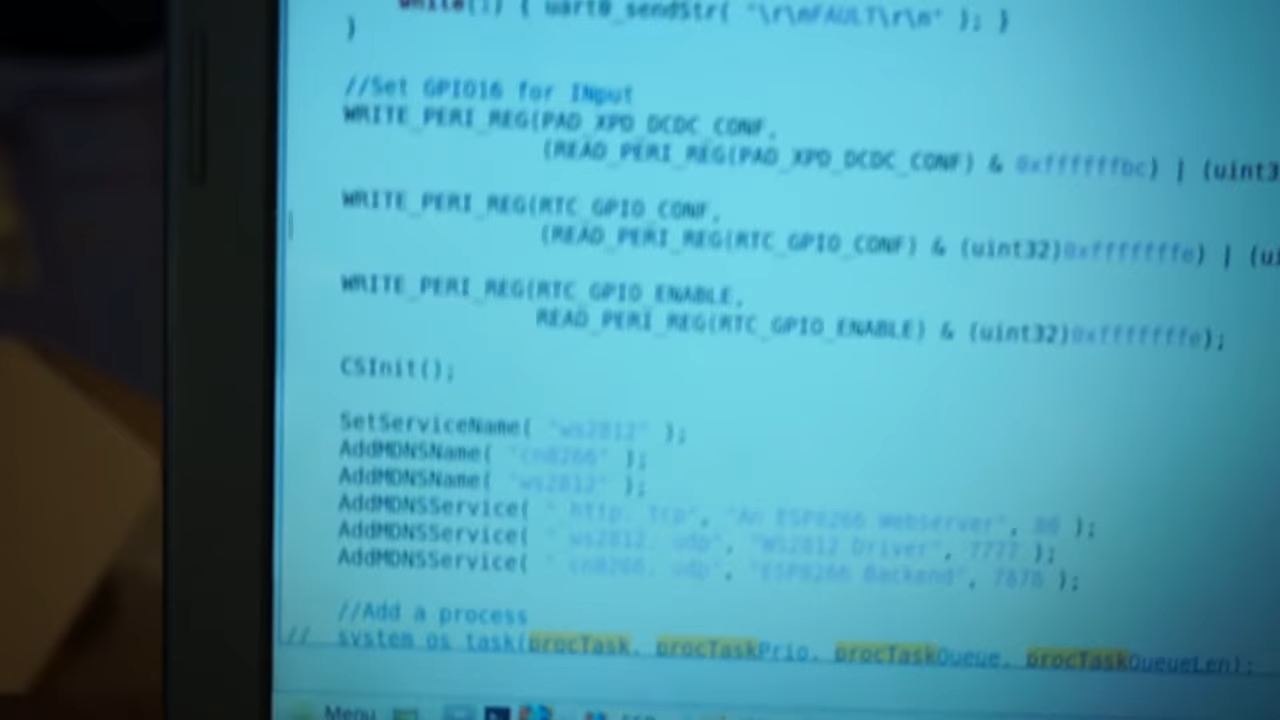 while(1) { uart0_sendStr( "\r\nFAULT\r\n" ); }
}
//Set GPIO16 for INput
WRITE_PERI_REG(PAD_XPD_DCDC_CONF,
(READ_PERI_REG(PAD_XPD_DCDC_CONF) & 0xffffffbc) | (uint3
WRITE_PERI_REG(RTC_GPIO_CONF,
(READ_PERI_REG(RTC_GPIO_CONF) & (uint32)0xfffffffe) | (ui
WRITE_PERI_REG(RTC_GPIO_ENABLE,
READ_PERI_REG(RTC_GPIO_ENABLE) & (uint32)0xfffffffe);
CSInit();
SetServiceName( "ws2812" );
AddMDNSName( "cn8266" );
AddMDNSName( "ws2812" );
AddMDNSService( "_http._tcp", "An ESP8266 Webserver", 80 );
AddMDNSService( "_ws2812._udp", "WS2812 Driver", 7777 );
AddMDNSService( "_cn8266._udp", "ESP8266 Backend", 7878 );
//Add a process
// system_os_task(procTask, procTaskPrio, procTaskQueue, procTaskQueueLen);
Menu